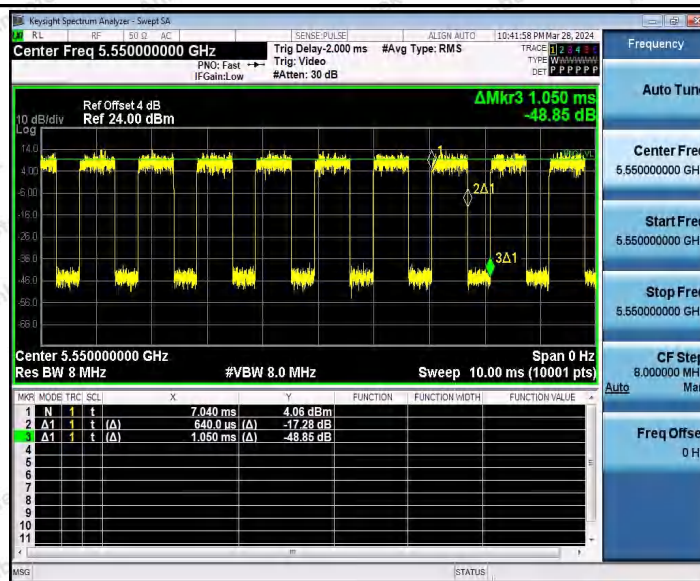 Keysight Spectrum Analyzer - Swept SA
RL RF 50 Ω AC SENSE:PULSE ALIGN AUTO 10:41:58 PM Mar 28, 2024
Center Freq 5.550000000 GHz
PNO: Fast
IFGain:Low
Trig Delay-2.000 ms
Trig: Video
#Atten: 30 dB
#Avg Type: RMS
TRACE 1 2 3 4 5 6
TYPE
DET P P P P P P
ΔMkr3 1.050 ms
-48.85 dB
Ref Offset 4 dB
10 dB/div Ref 24.00 dBm
Log
14.0
4.00
-6.00
-16.0
-26.0
-36.0
-46.0
-56.0
-66.0
1
2Δ1
3Δ1
Center 5.550000000 GHz Span 0 Hz
Res BW 8 MHz #VBW 8.0 MHz Sweep 10.00 ms (10001 pts)
MKR MODE TRC SCL X Y FUNCTION FUNCTION WIDTH FUNCTION VALUE
1 N 1 t 7.040 ms 4.06 dBm
2 Δ1 1 t (Δ) 640.0 us (Δ) -17.28 dB
3 Δ1 1 t (Δ) 1.050 ms (Δ) -48.85 dB
4
5
6
7
8
9
10
11
MSG STATUS
Frequency
Auto Tune
Center Freq
5.550000000 GH
Start Freq
5.550000000 GH
Stop Freq
5.550000000 GH
CF Step
8.000000 MH
Auto Man
Freq Offse
0 H